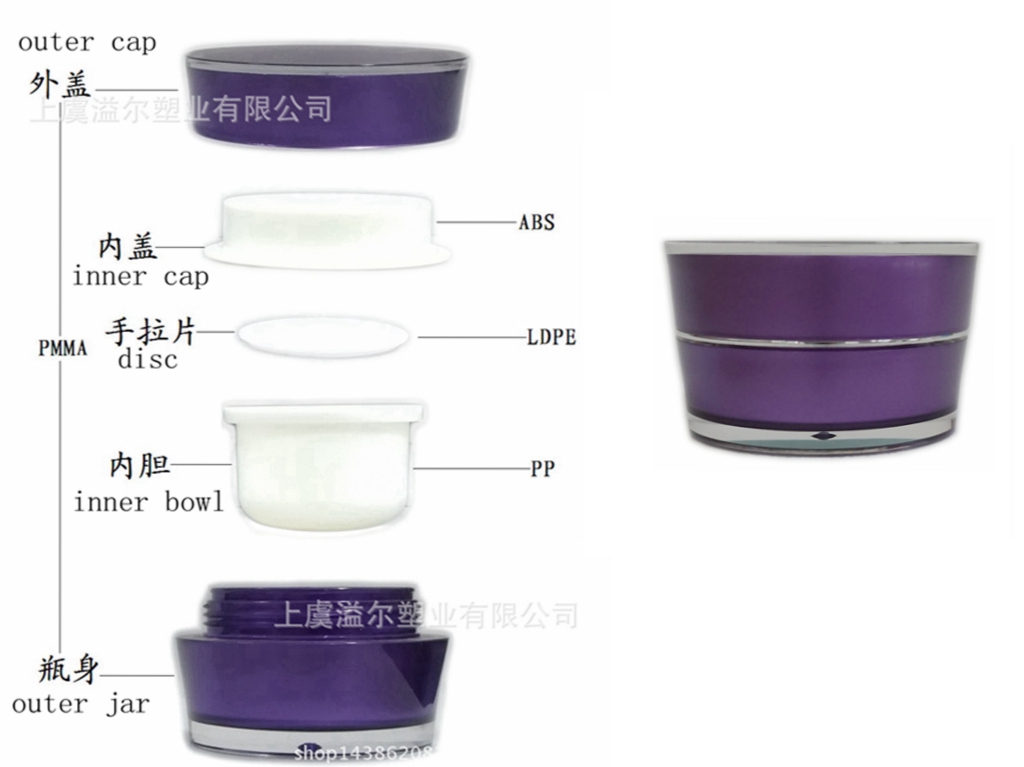 outer cap
外盖
上虞溢尔塑业有限公司
ABS
内盖
inner cap
手拉片
disc
LDPE
PMMA
内胆
inner bowl
PP
上虞溢尔塑业有限公司
瓶身
outer jar